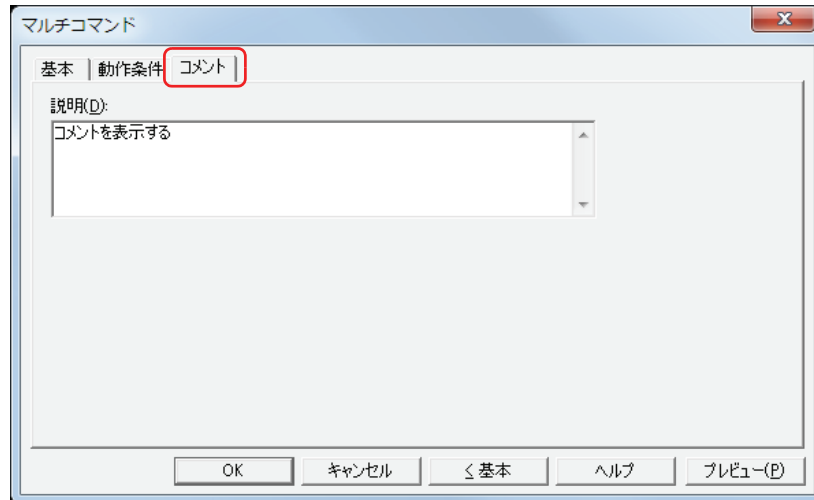 マルチコマンド
基本 動作条件 コメント
説明(D):
コメントを表示する
OK キャンセル < 基本 ヘルプ プレビュー(P)